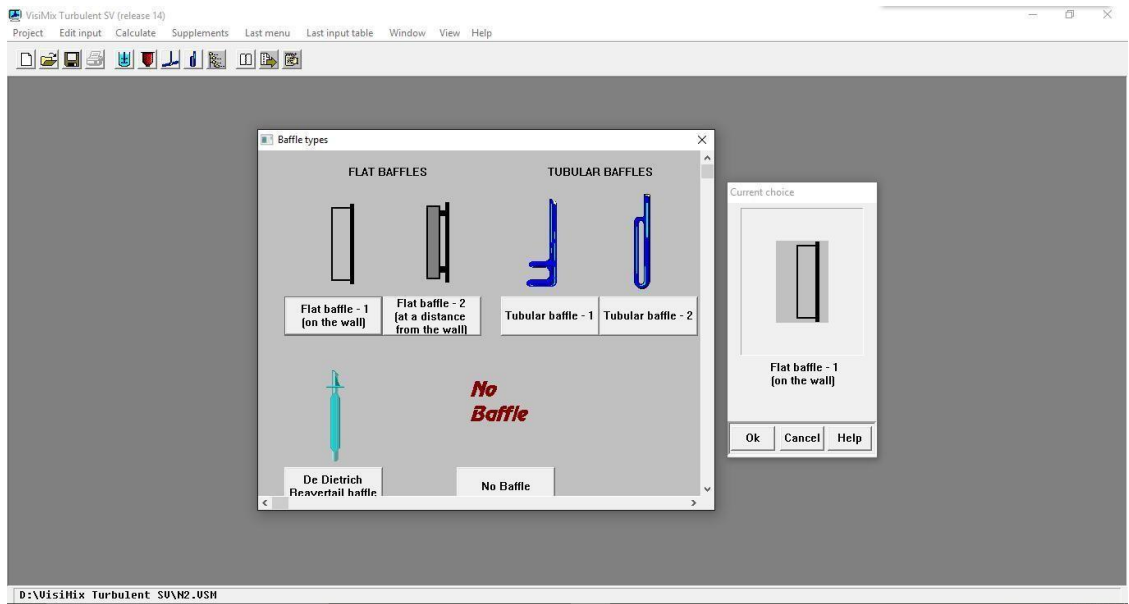 VisiMix Turbulent SV (release 14)
Project Edit input Calculate Supplements Last menu Last input table Window View Help
Baffle types
FLAT BAFFLES TUBULAR BAFFLES
Flat baffle - 1
(on the wall)
Flat baffle - 2
(at a distance
from the wall)
Tubular baffle - 1
Tubular baffle - 2
No
Baffle
De Dietrich
Beavertail baffle
No Baffle
Current choice
Flat baffle - 1
(on the wall)
Ok Cancel Help
D:\VisiMix Turbulent SV\N2.VSM